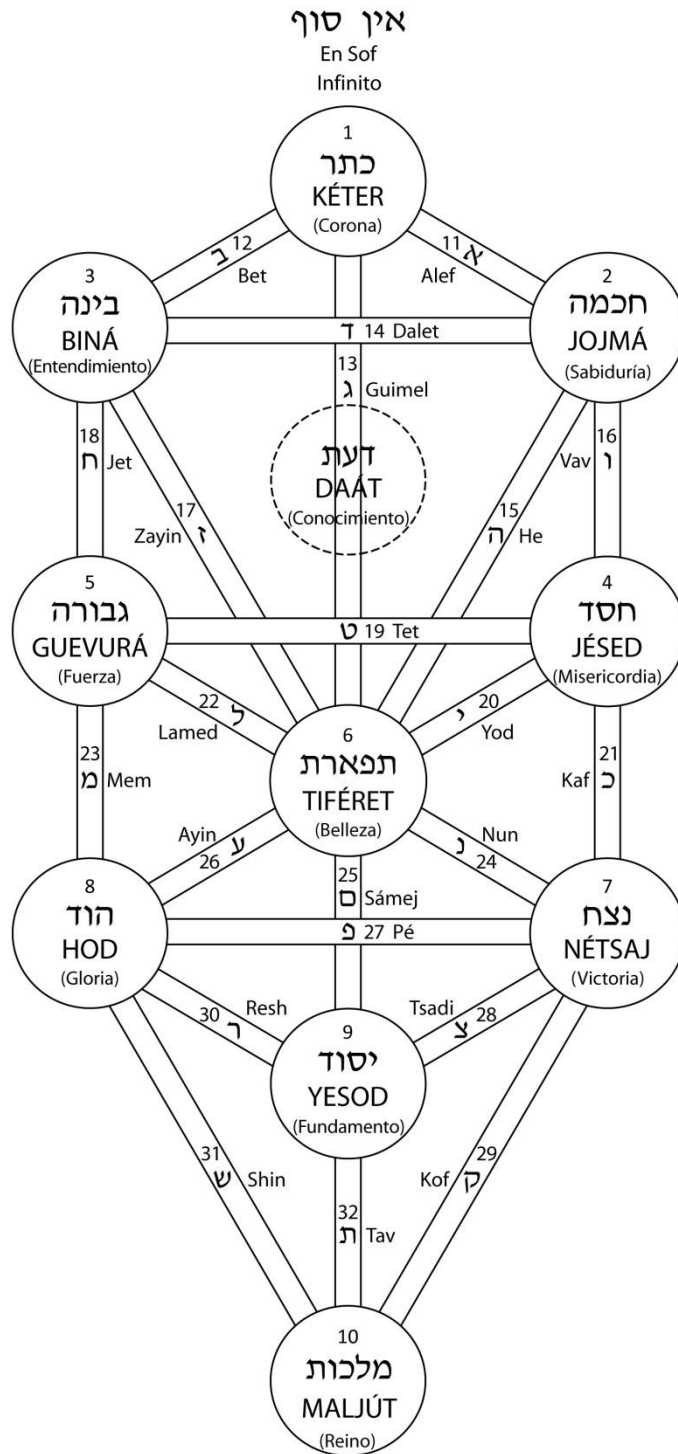 אין סוף
En Sof
Infinito
1
כתר
KÉTER
(Corona)
12
ב
Bet
11
א
Alef
3
בינה
BINÁ
(Entendimiento)
2
חכמה
JOJMÁ
(Sabiduría)
ד 14 Dalet
13
ג Guimel
דעת
DAÁT
(Conocimiento)
18
ח Jet
16
Vav ו
17
Zayin ז
15
ה He
5
גבורה
GUEVURÁ
(Fuerza)
4
חסד
JÉSED
(Misericordia)
ט 19 Tet
22
ל
Lamed
20
י
Yod
6
תפארת
TIFÉRET
(Belleza)
23
מ Mem
21
Kaf כ
Ayin
ע
26
Nun
נ
24
25
ם Sámej
8
הוד
HOD
(Gloria)
7
נצח
NÉTSAJ
(Victoria)
פ 27 Pé
Resh
30
ר
Tsadi
28
צ
9
יסוד
YESOD
(Fundamento)
31
ש Shin
29
Kof ק
32
ת Tav
10
מלכות
MALJÚT
(Reino)